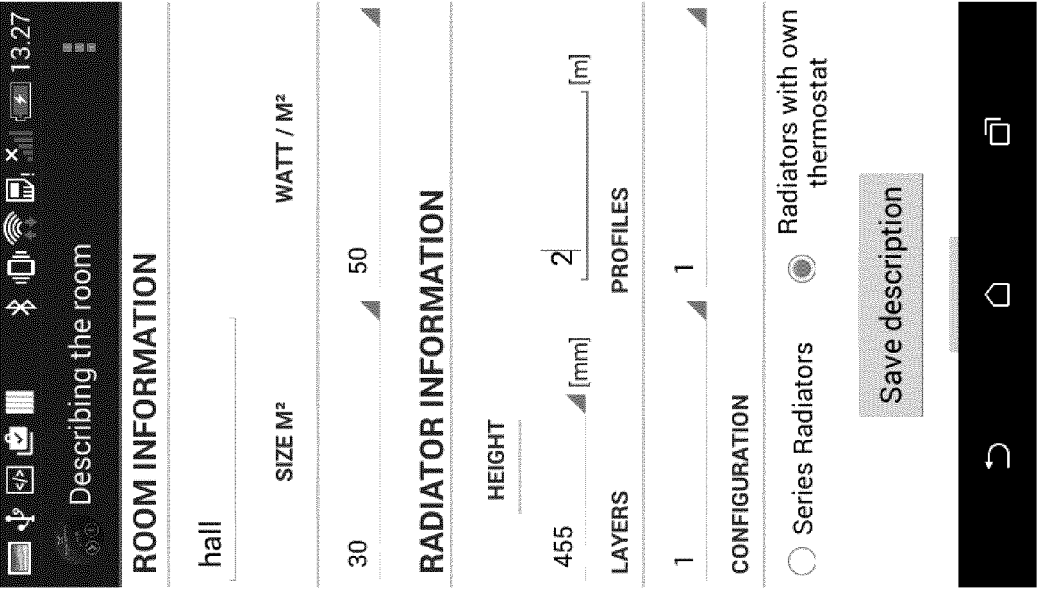 13.27
Describing the room
ROOM INFORMATION
hall
SIZE M² WATT / M²
30 50
RADIATOR INFORMATION
HEIGHT
455 [mm] 2 [m]
LAYERS PROFILES
1 1
CONFIGURATION
Series Radiators Radiators with own
thermostat
Save description